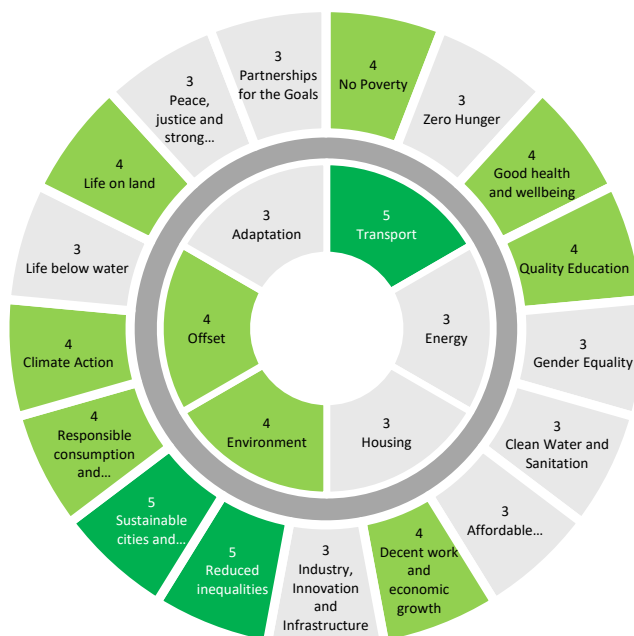 4
No Poverty
3
Zero Hunger
4
Good health
and wellbeing
4
Quality Education
3
Gender Equality
3
Clean Water and
Sanitation
3
Affordable…
4
Decent work
and
economic
growth
3
Industry,
Innovation
and
Infrastructure
5
Reduced
inequalities
5
Sustainable
cities and…
4
Responsible
consumption
and…
4
Climate Action
3
Life below water
4
Life on land
3
Peace,
justice and
strong…
3
Partnerships
for the Goals
5
Transport
3
Energy
3
Housing
4
Environment
4
Offset
3
Adaptation